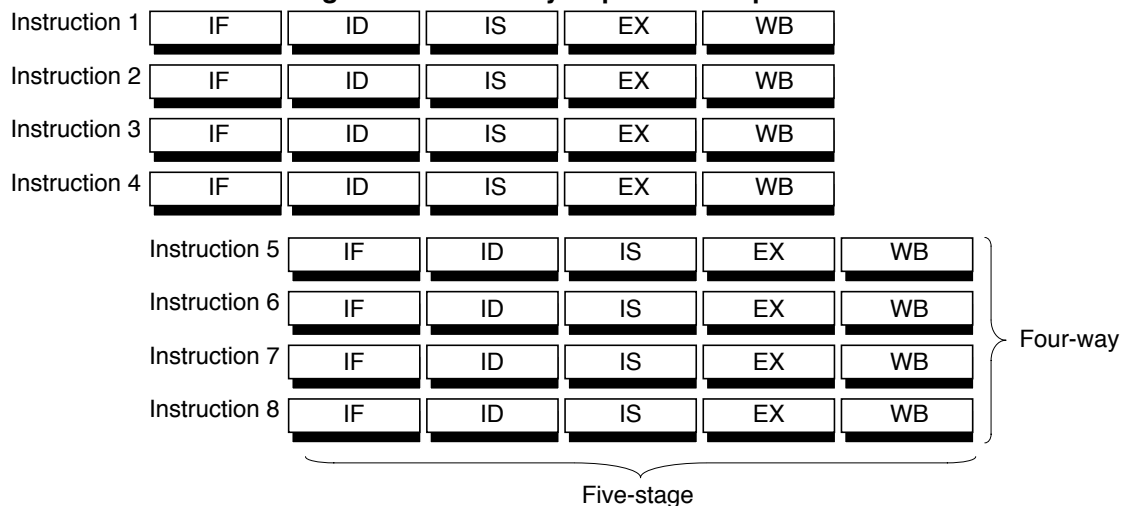 Instruction 1 IF ID IS EX WB
Instruction 2 IF ID IS EX WB
Instruction 3 IF ID IS EX WB
Instruction 4 IF ID IS EX WB
Instruction 5 IF ID IS EX WB
Instruction 6 IF ID IS EX WB
Instruction 7 IF ID IS EX WB
Instruction 8 IF ID IS EX WB
Four-way
Five-stage